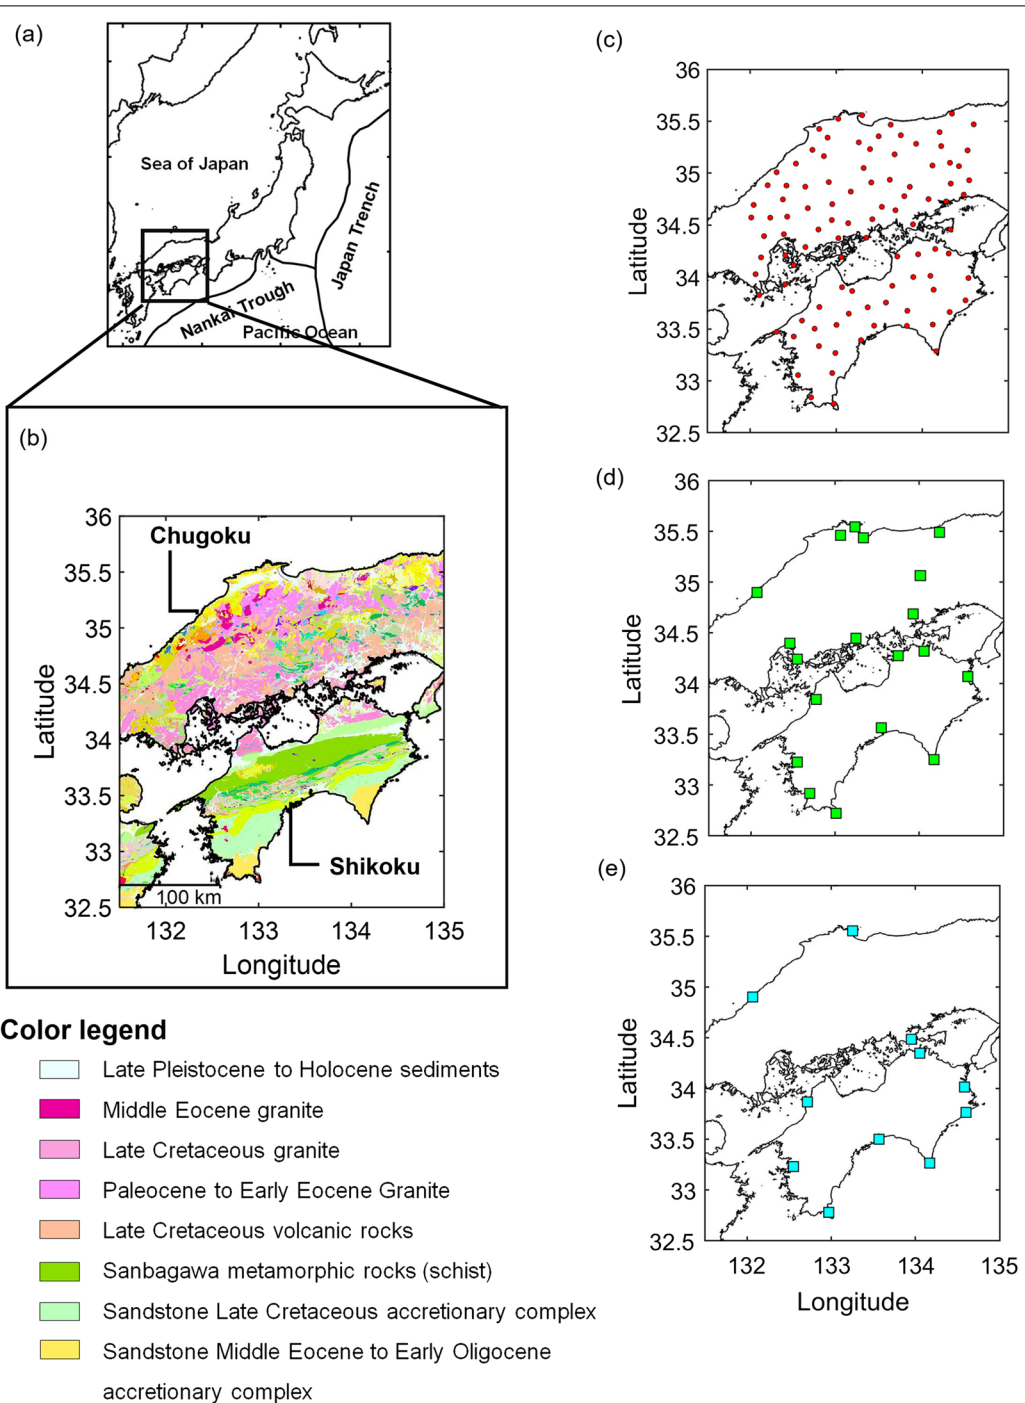 (a)
Sea of Japan
Japan Trench
Nankai Trough
Pacific Ocean
(b)
36
35.5
35
34.5
34
33.5
33
32.5
Latitude
Chugoku
Shikoku
100 km
132
133
134
135
Longitude
Color legend
Late Pleistocene to Holocene sediments
Middle Eocene granite
Late Cretaceous granite
Paleocene to Early Eocene Granite
Late Cretaceous volcanic rocks
Sanbagawa metamorphic rocks (schist)
Sandstone Late Cretaceous accretionary complex
Sandstone Middle Eocene to Early Oligocene
accretionary complex
(c)
36
35.5
35
34.5
34
33.5
33
32.5
Latitude
(d)
36
35.5
35
34.5
34
33.5
33
32.5
Latitude
(e)
36
35.5
35
34.5
34
33.5
33
32.5
Latitude
132
133
134
135
Longitude